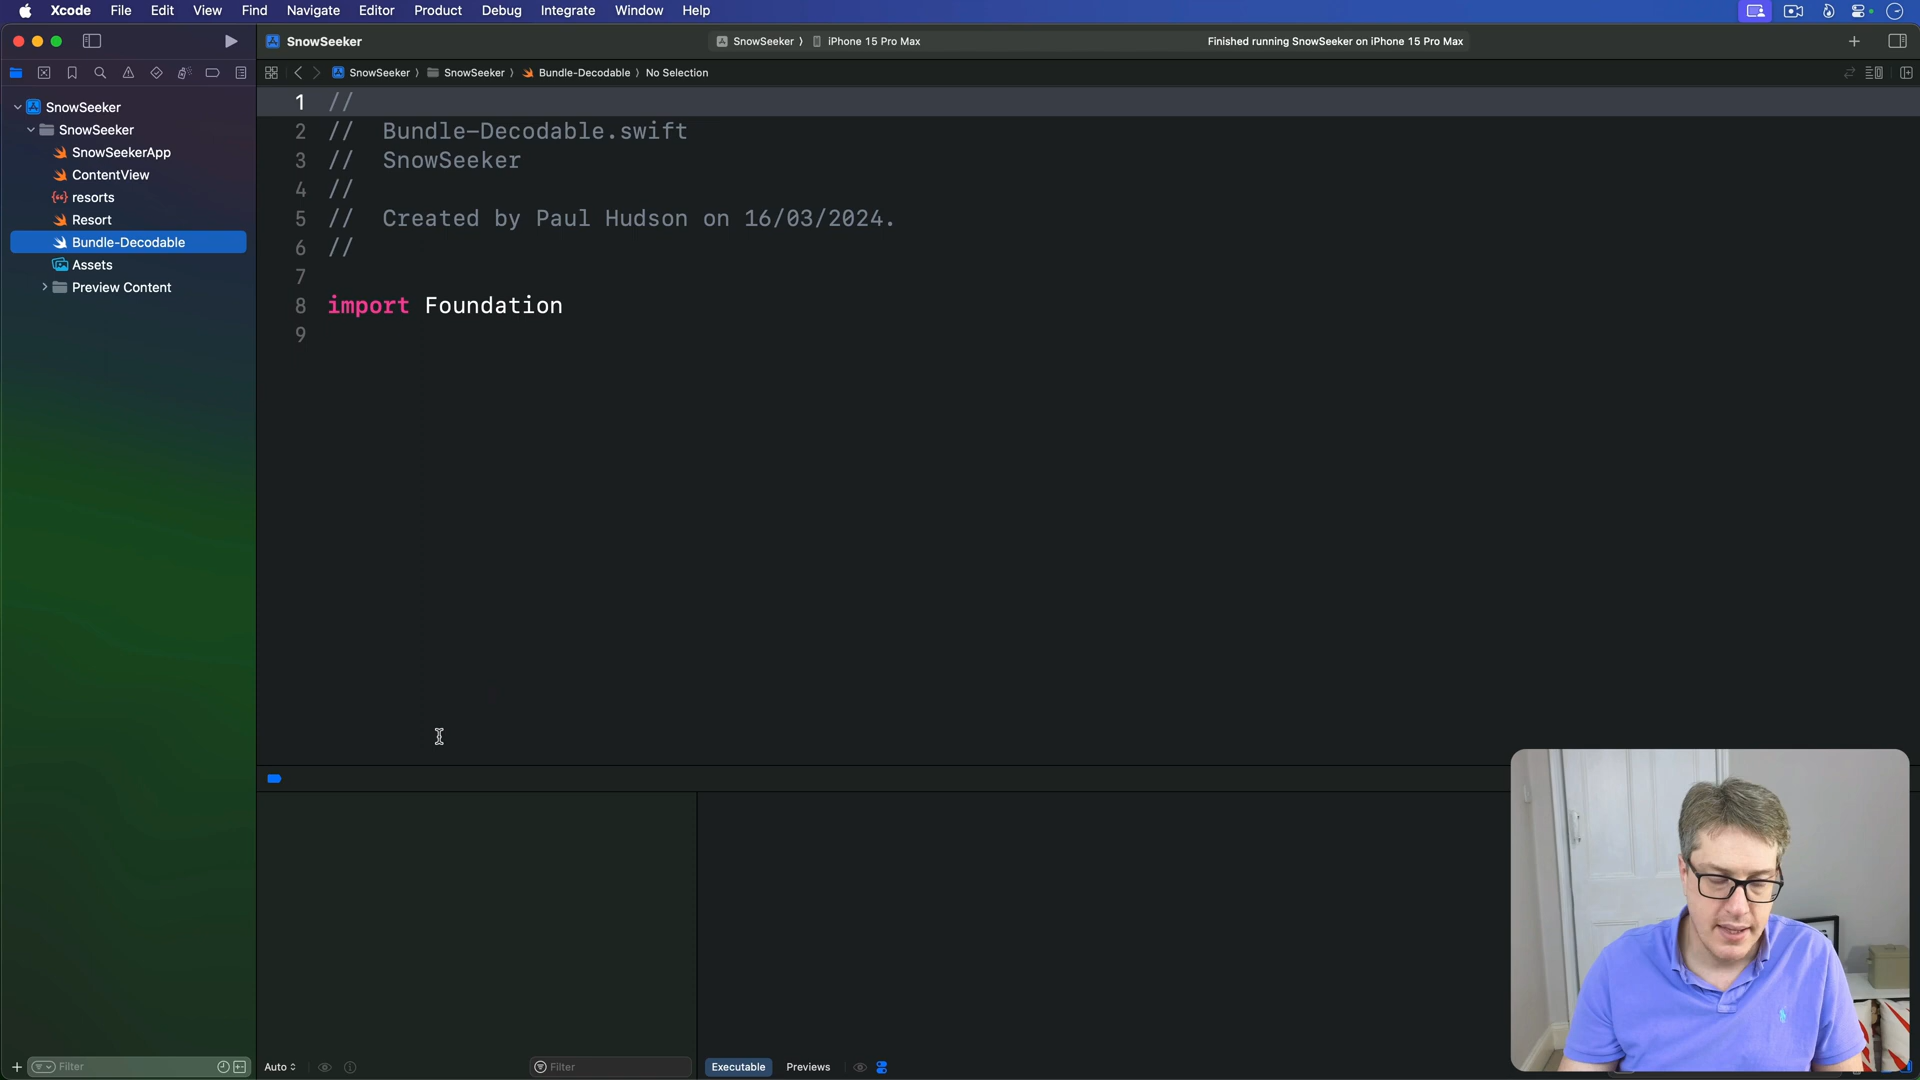 Xcode File Edit View Find Navigate Editor Product Debug Integrate Window Help
SnowSeeker
SnowSeeker 〉 iPhone 15 Pro Max
Finished running SnowSeeker on iPhone 15 Pro Max
SnowSeeker 〉 SnowSeeker 〉 Bundle-Decodable 〉 No Selection
SnowSeeker
SnowSeeker
SnowSeekerApp
ContentView
resorts
Resort
Bundle-Decodable
Assets
Preview Content
1 //
2 //  Bundle-Decodable.swift
3 //  SnowSeeker
4 //
5 //  Created by Paul Hudson on 16/03/2024.
6 //
7
8 import Foundation
9
Filter
Auto
Filter
Executable
Previews